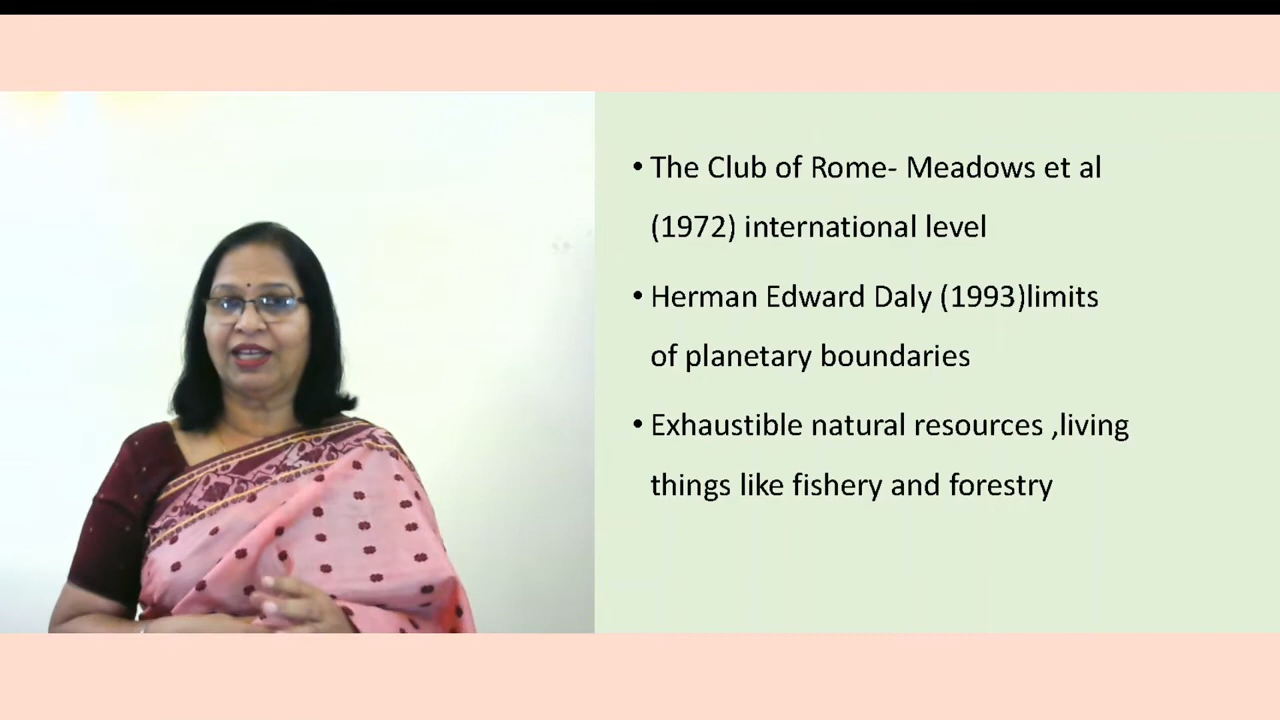 • The Club of Rome- Meadows et al
(1972) international level
• Herman Edward Daly (1993)limits
of planetary boundaries
• Exhaustible natural resources ,living
things like fishery and forestry